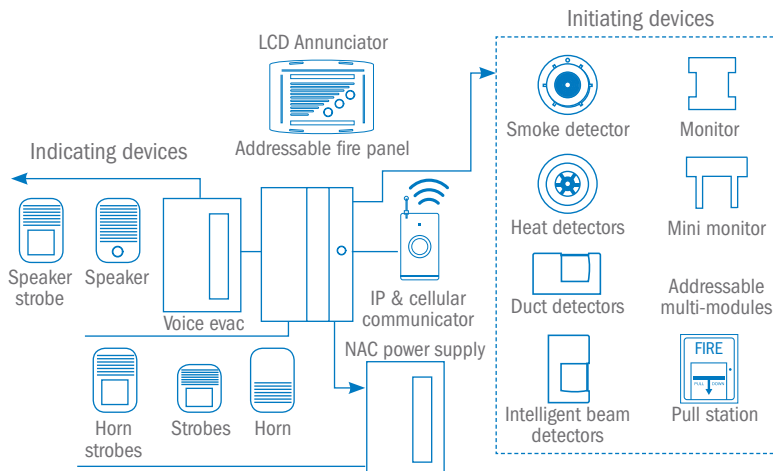 Initiating devices
LCD Annunciator
Addressable fire panel
Indicating devices
Smoke detector
Monitor
Heat detectors
Mini monitor
Speaker
strobe
Speaker
Voice evac
IP & cellular
communicator
Duct detectors
Addressable
multi-modules
NAC power supply
FIRE
PULL
DOWN
Horn
strobes
Strobes
Horn
Intelligent beam
detectors
Pull station